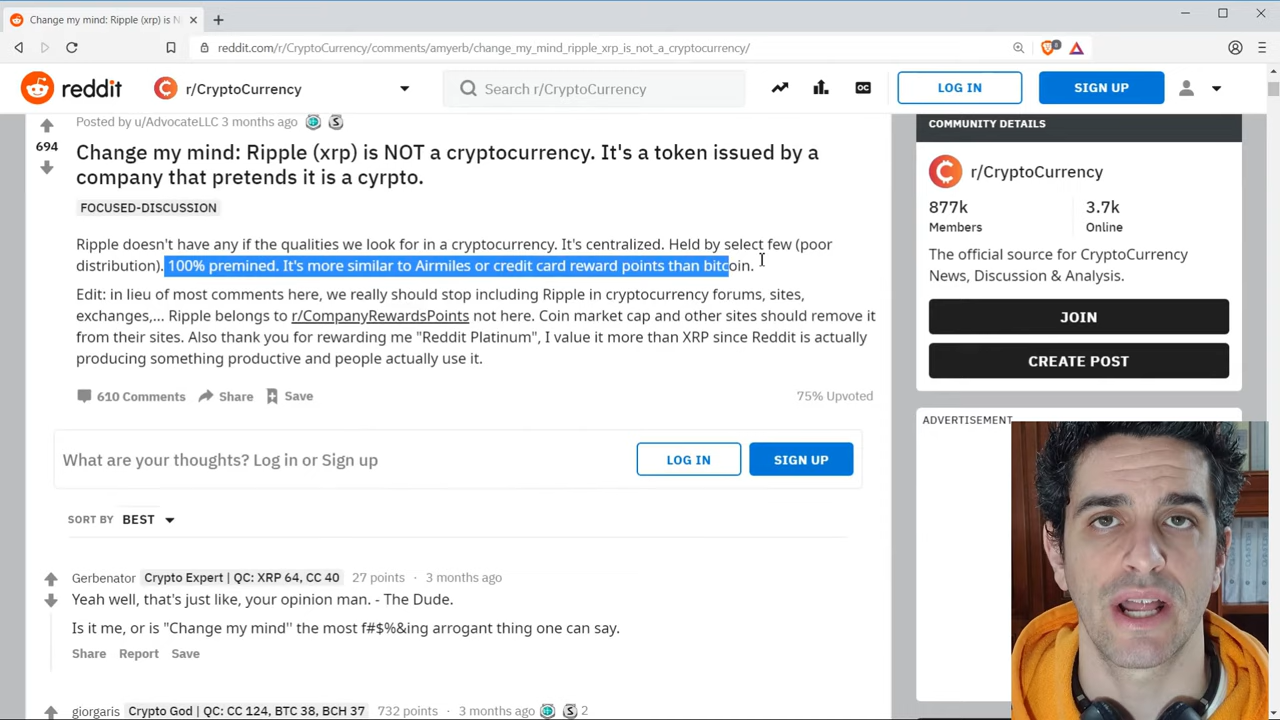 Change my mind: Ripple (xrp) is N
reddit.com/r/CryptoCurrency/comments/amyerb/change_my_mind_ripple_xrp_is_not_a_cryptocurrency/
8
reddit
r/CryptoCurrency
Search r/CryptoCurrency
OC
LOG IN
SIGN UP
Posted by u/AdvocateLLC 3 months ago
S
694
Change my mind: Ripple (xrp) is NOT a cryptocurrency. It's a token issued by a
company that pretends it is a cyrpto.
FOCUSED-DISCUSSION
Ripple doesn't have any if the qualities we look for in a cryptocurrency. It's centralized. Held by select few (poor
distribution). 100% premined. It's more similar to Airmiles or credit card reward points than bitcoin.
Edit: in lieu of most comments here, we really should stop including Ripple in cryptocurrency forums, sites,
exchanges,... Ripple belongs to r/CompanyRewardsPoints not here. Coin market cap and other sites should remove it
from their sites. Also thank you for rewarding me "Reddit Platinum", I value it more than XRP since Reddit is actually
producing something productive and people actually use it.
610 Comments
Share
Save
75% Upvoted
What are your thoughts? Log in or Sign up
LOG IN
SIGN UP
SORT BY BEST
Gerbenator Crypto Expert | QC: XRP 64, CC 40 27 points · 3 months ago
Yeah well, that's just like, your opinion man. - The Dude.
Is it me, or is "Change my mind" the most f#$%&ing arrogant thing one can say.
Share Report Save
giorgaris Crypto God | QC: CC 124, BTC 38, BCH 37 732 points · 3 months ago S 2
COMMUNITY DETAILS
r/CryptoCurrency
877k
Members
3.7k
Online
The official source for CryptoCurrency
News, Discussion & Analysis.
JOIN
CREATE POST
ADVERTISEMENT